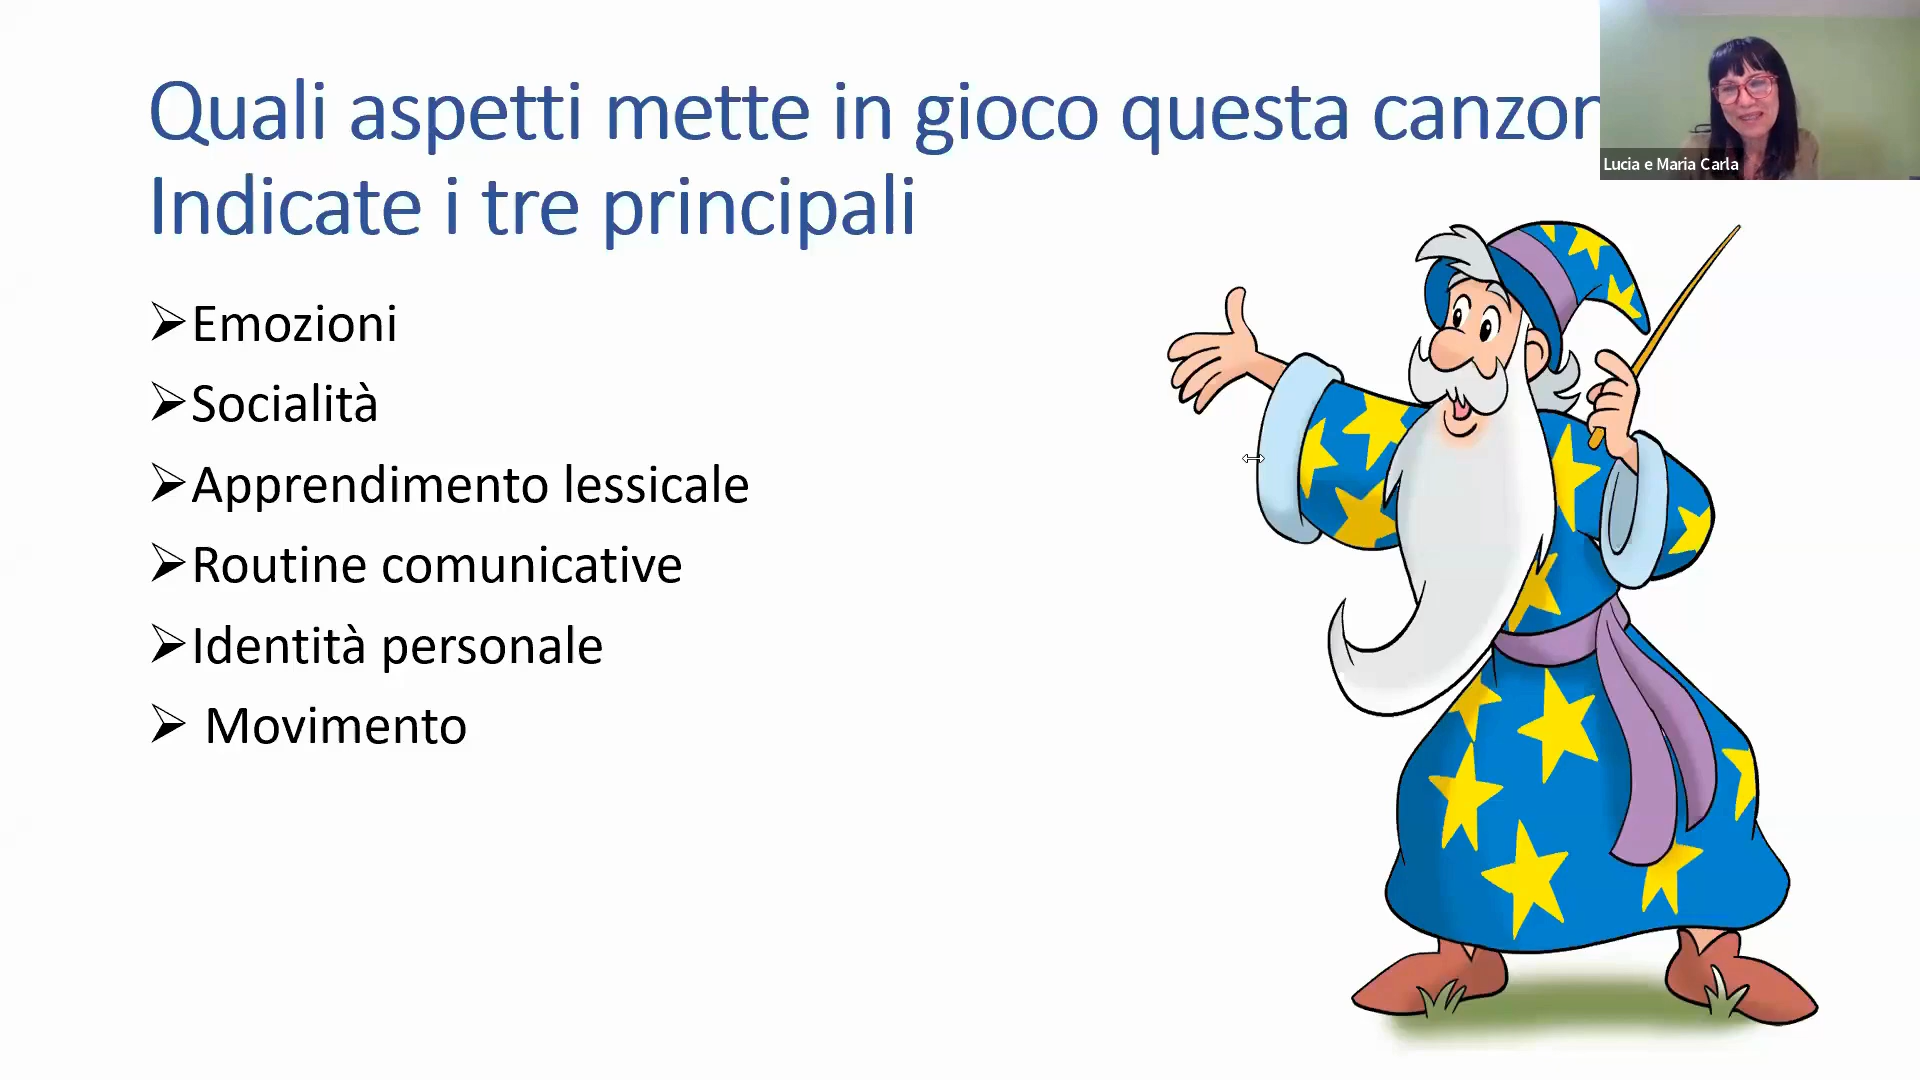 Quali aspetti mette in gioco questa canzon
Indicate i tre principali
Lucia e Maria Carla
➢Emozioni
➢Socialità
➢Apprendimento lessicale
➢Routine comunicative
➢Identità personale
➢ Movimento